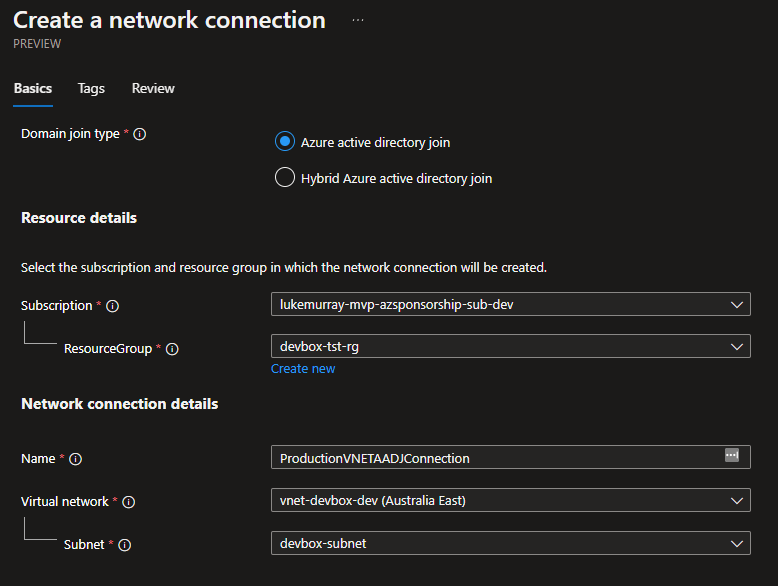 Create a network connection ...
PREVIEW
Basics Tags Review
Domain join type *
Azure active directory join
Hybrid Azure active directory join
Resource details
Select the subscription and resource group in which the network connection will be created.
Subscription * lukemurray-mvp-azsponsorship-sub-dev
ResourceGroup * devbox-tst-rg
Create new
Network connection details
Name * ProductionVNETAADJConnection
Virtual network * vnet-devbox-dev (Australia East)
Subnet * devbox-subnet